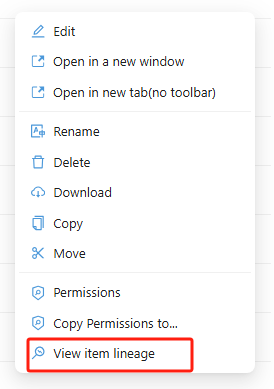 Edit
Open in a new window
Open in new tab(no toolbar)
Rename
Delete
Download
Copy
Move
Permissions
Copy Permissions to...
View item lineage